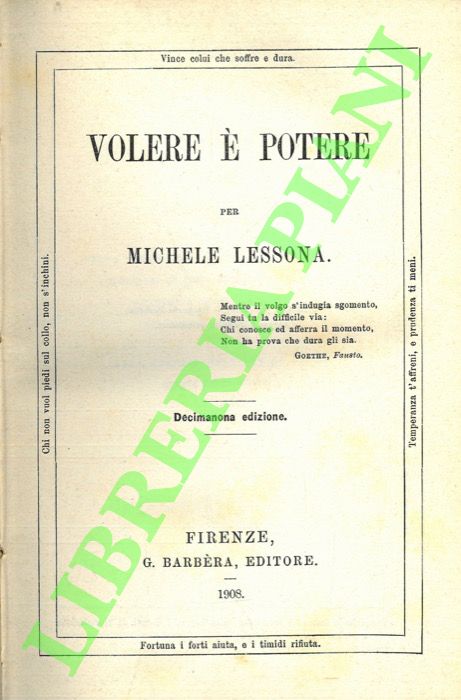 Vince colui che soffre e dura.
VOLERE È POTERE
PER
MICHELE LESSONA.
Mentre il volgo s'indugia sgomento,
Segui tu la difficile via:
Chi conosce ed afferra il momento,
Non ha prova che dura gli sia.
GOETHE, Fausto.
Decimanona edizione.
FIRENZE,
G. BARBÈRA, EDITORE.
1908.
Chi non vuol piedi sul collo, non s'inchini.
Temperanza t'affreni, e prudenza ti meni.
Fortuna i forti aiuta, e i timidi rifiuta.
LIBRERIA PIANI